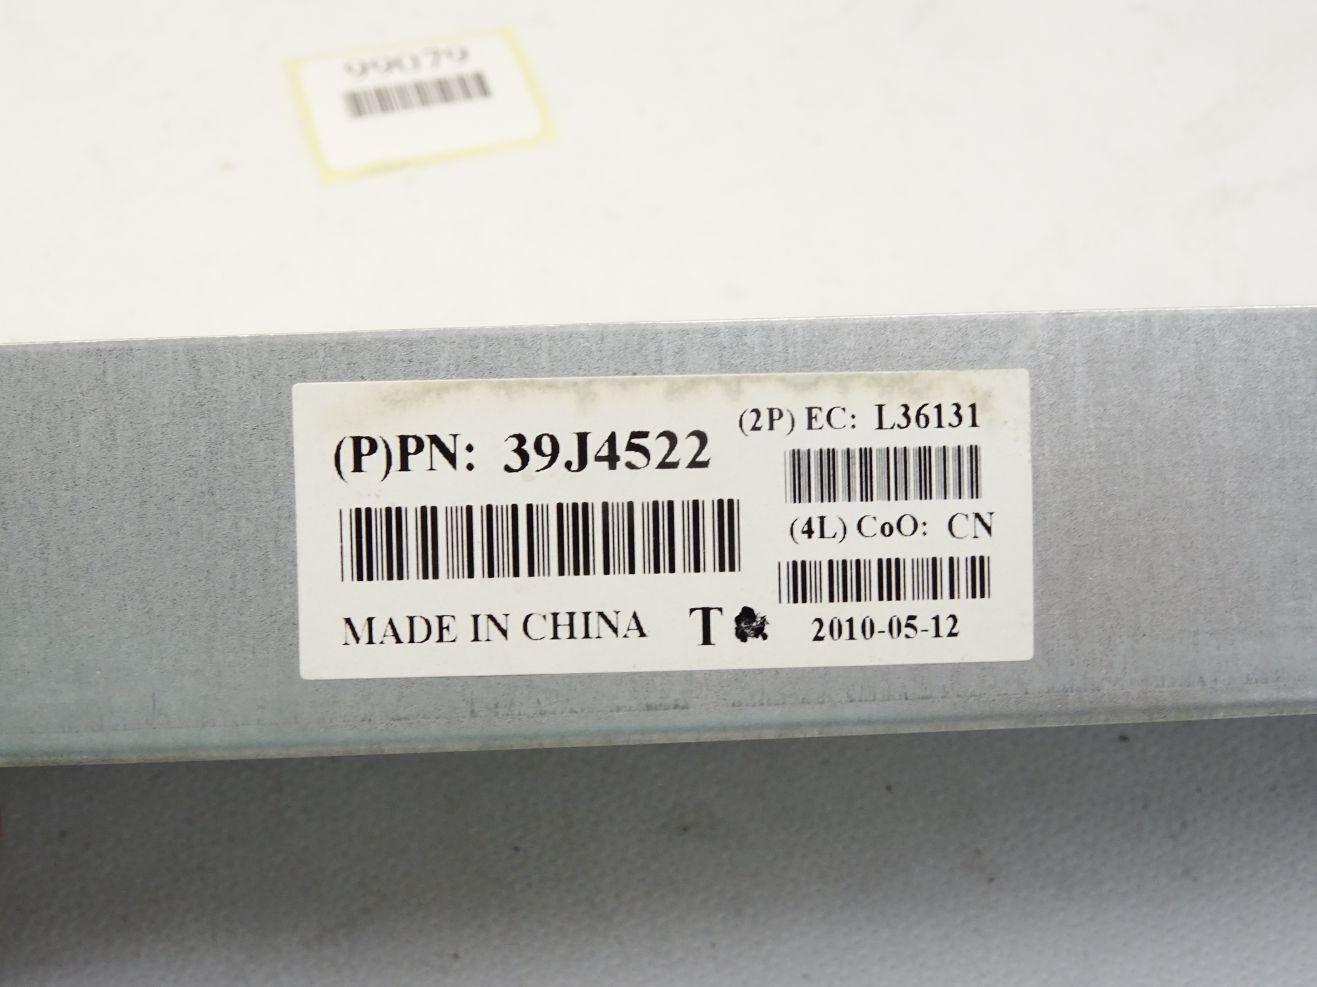 99079
(P)PN: 39J4522
(2P) EC: L36131
(4L) CoO: CN
MADE IN CHINA T
2010-05-12